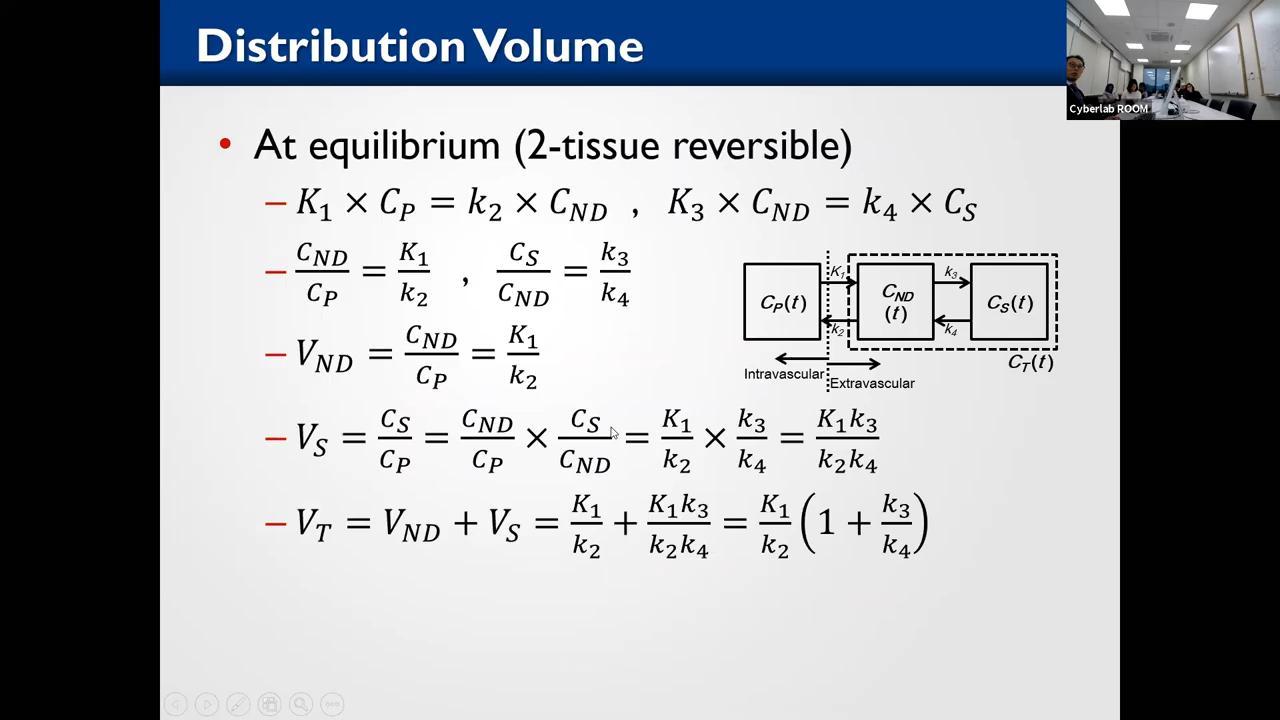 Distribution Volume
Cyberlab ROOM
• At equilibrium (2-tissue reversible)
– K₁ × C_P = k₂ × C_ND , K₃ × C_ND = k₄ × C_S
– C_ND/C_P = K₁/k₂ , C_S/C_ND = k₃/k₄
– V_ND = C_ND/C_P = K₁/k₂
– V_S = C_S/C_P = C_ND/C_P × C_S/C_ND = K₁/k₂ × k₃/k₄ = K₁k₃/k₂k₄
– V_T = V_ND + V_S = K₁/k₂ + K₁k₃/k₂k₄ = K₁/k₂ (1 + k₃/k₄)
C_P(t)
K₁
k₂
C_ND
(t)
k₃
k₄
C_S(t)
C_T(t)
Intravascular
Extravascular